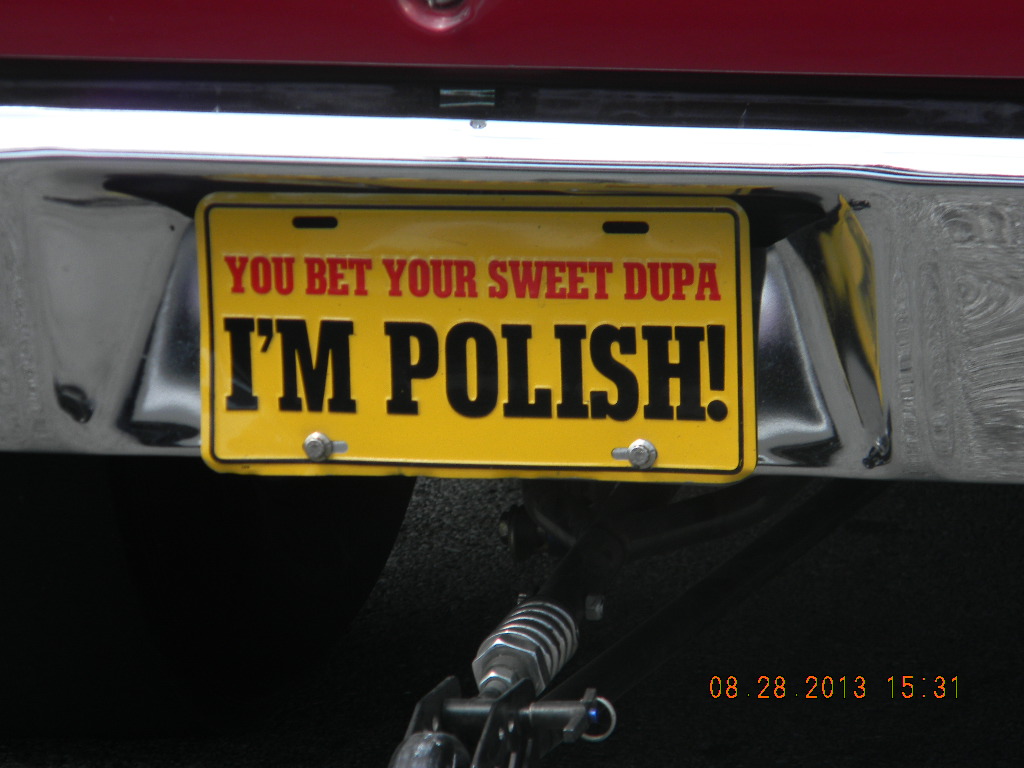 YOU BET YOUR SWEET DUPA
I'M POLISH!
08.28.2013 15:31